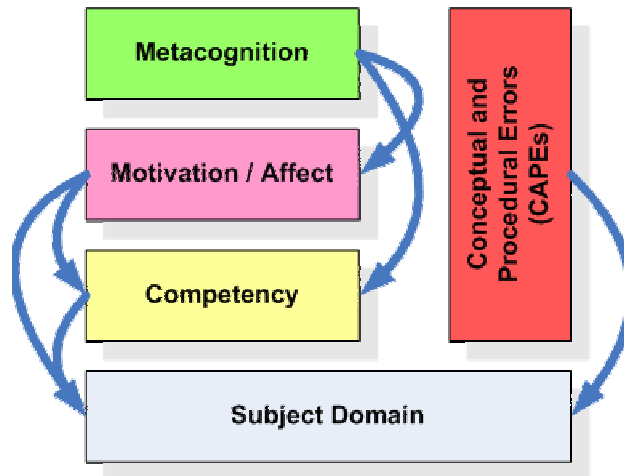 Metacognition
Motivation / Affect
Competency
Conceptual and
Procedural Errors
(CAPEs)
Subject Domain